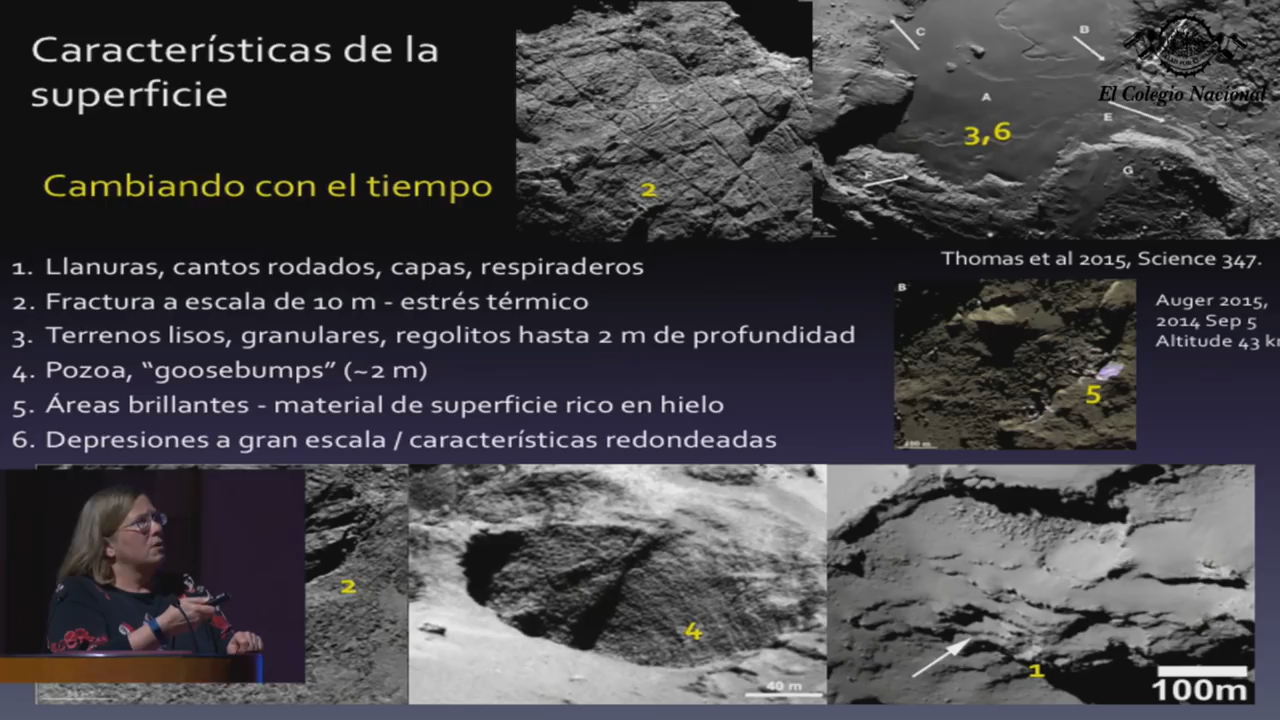 Características de la
superficie
Cambiando con el tiempo
2
C
B
A
3,6
E
F
G
El Colegio Nacional
1. Llanuras, cantos rodados, capas, respiraderos
2. Fractura a escala de 10 m - estrés térmico
3. Terrenos lisos, granulares, regolitos hasta 2 m de profundidad
4. Pozoa, “goosebumps” (~2 m)
5. Áreas brillantes - material de superficie rico en hielo
6. Depresiones a gran escala / características redondeadas
Thomas et al 2015, Science 347.
B
5
Auger 2015,
2014 Sep 5
Altitude 43 k
2
4
40 m
1
100m